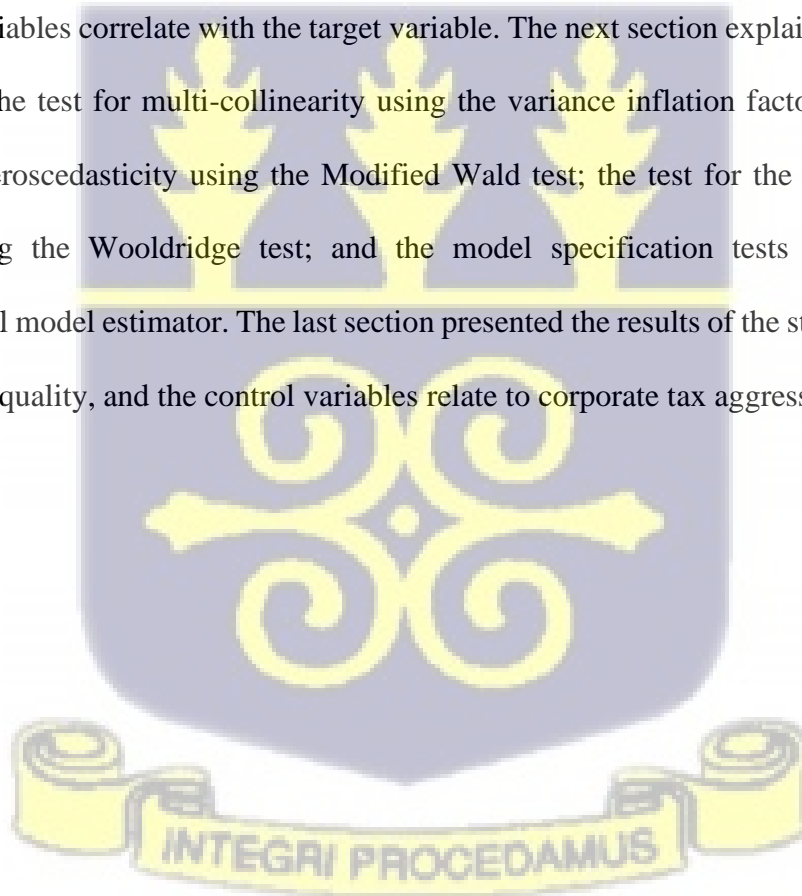 iables correlate with the target variable. The next section explai
he test for multi-collinearity using the variance inflation facto
eroscedasticity using the Modified Wald test; the test for the
g the Wooldridge test; and the model specification tests
l model estimator. The last section presented the results of the st
quality, and the control variables relate to corporate tax aggress
INTEGRI PROCEDAMUS